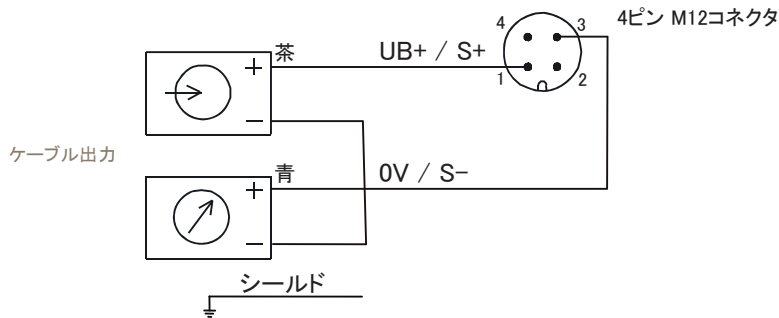 4ピン M12コネクタ
4
3
茶
UB+ / S+
+
1
2
−
ケーブル出力
青
0V / S−
+
−
シールド